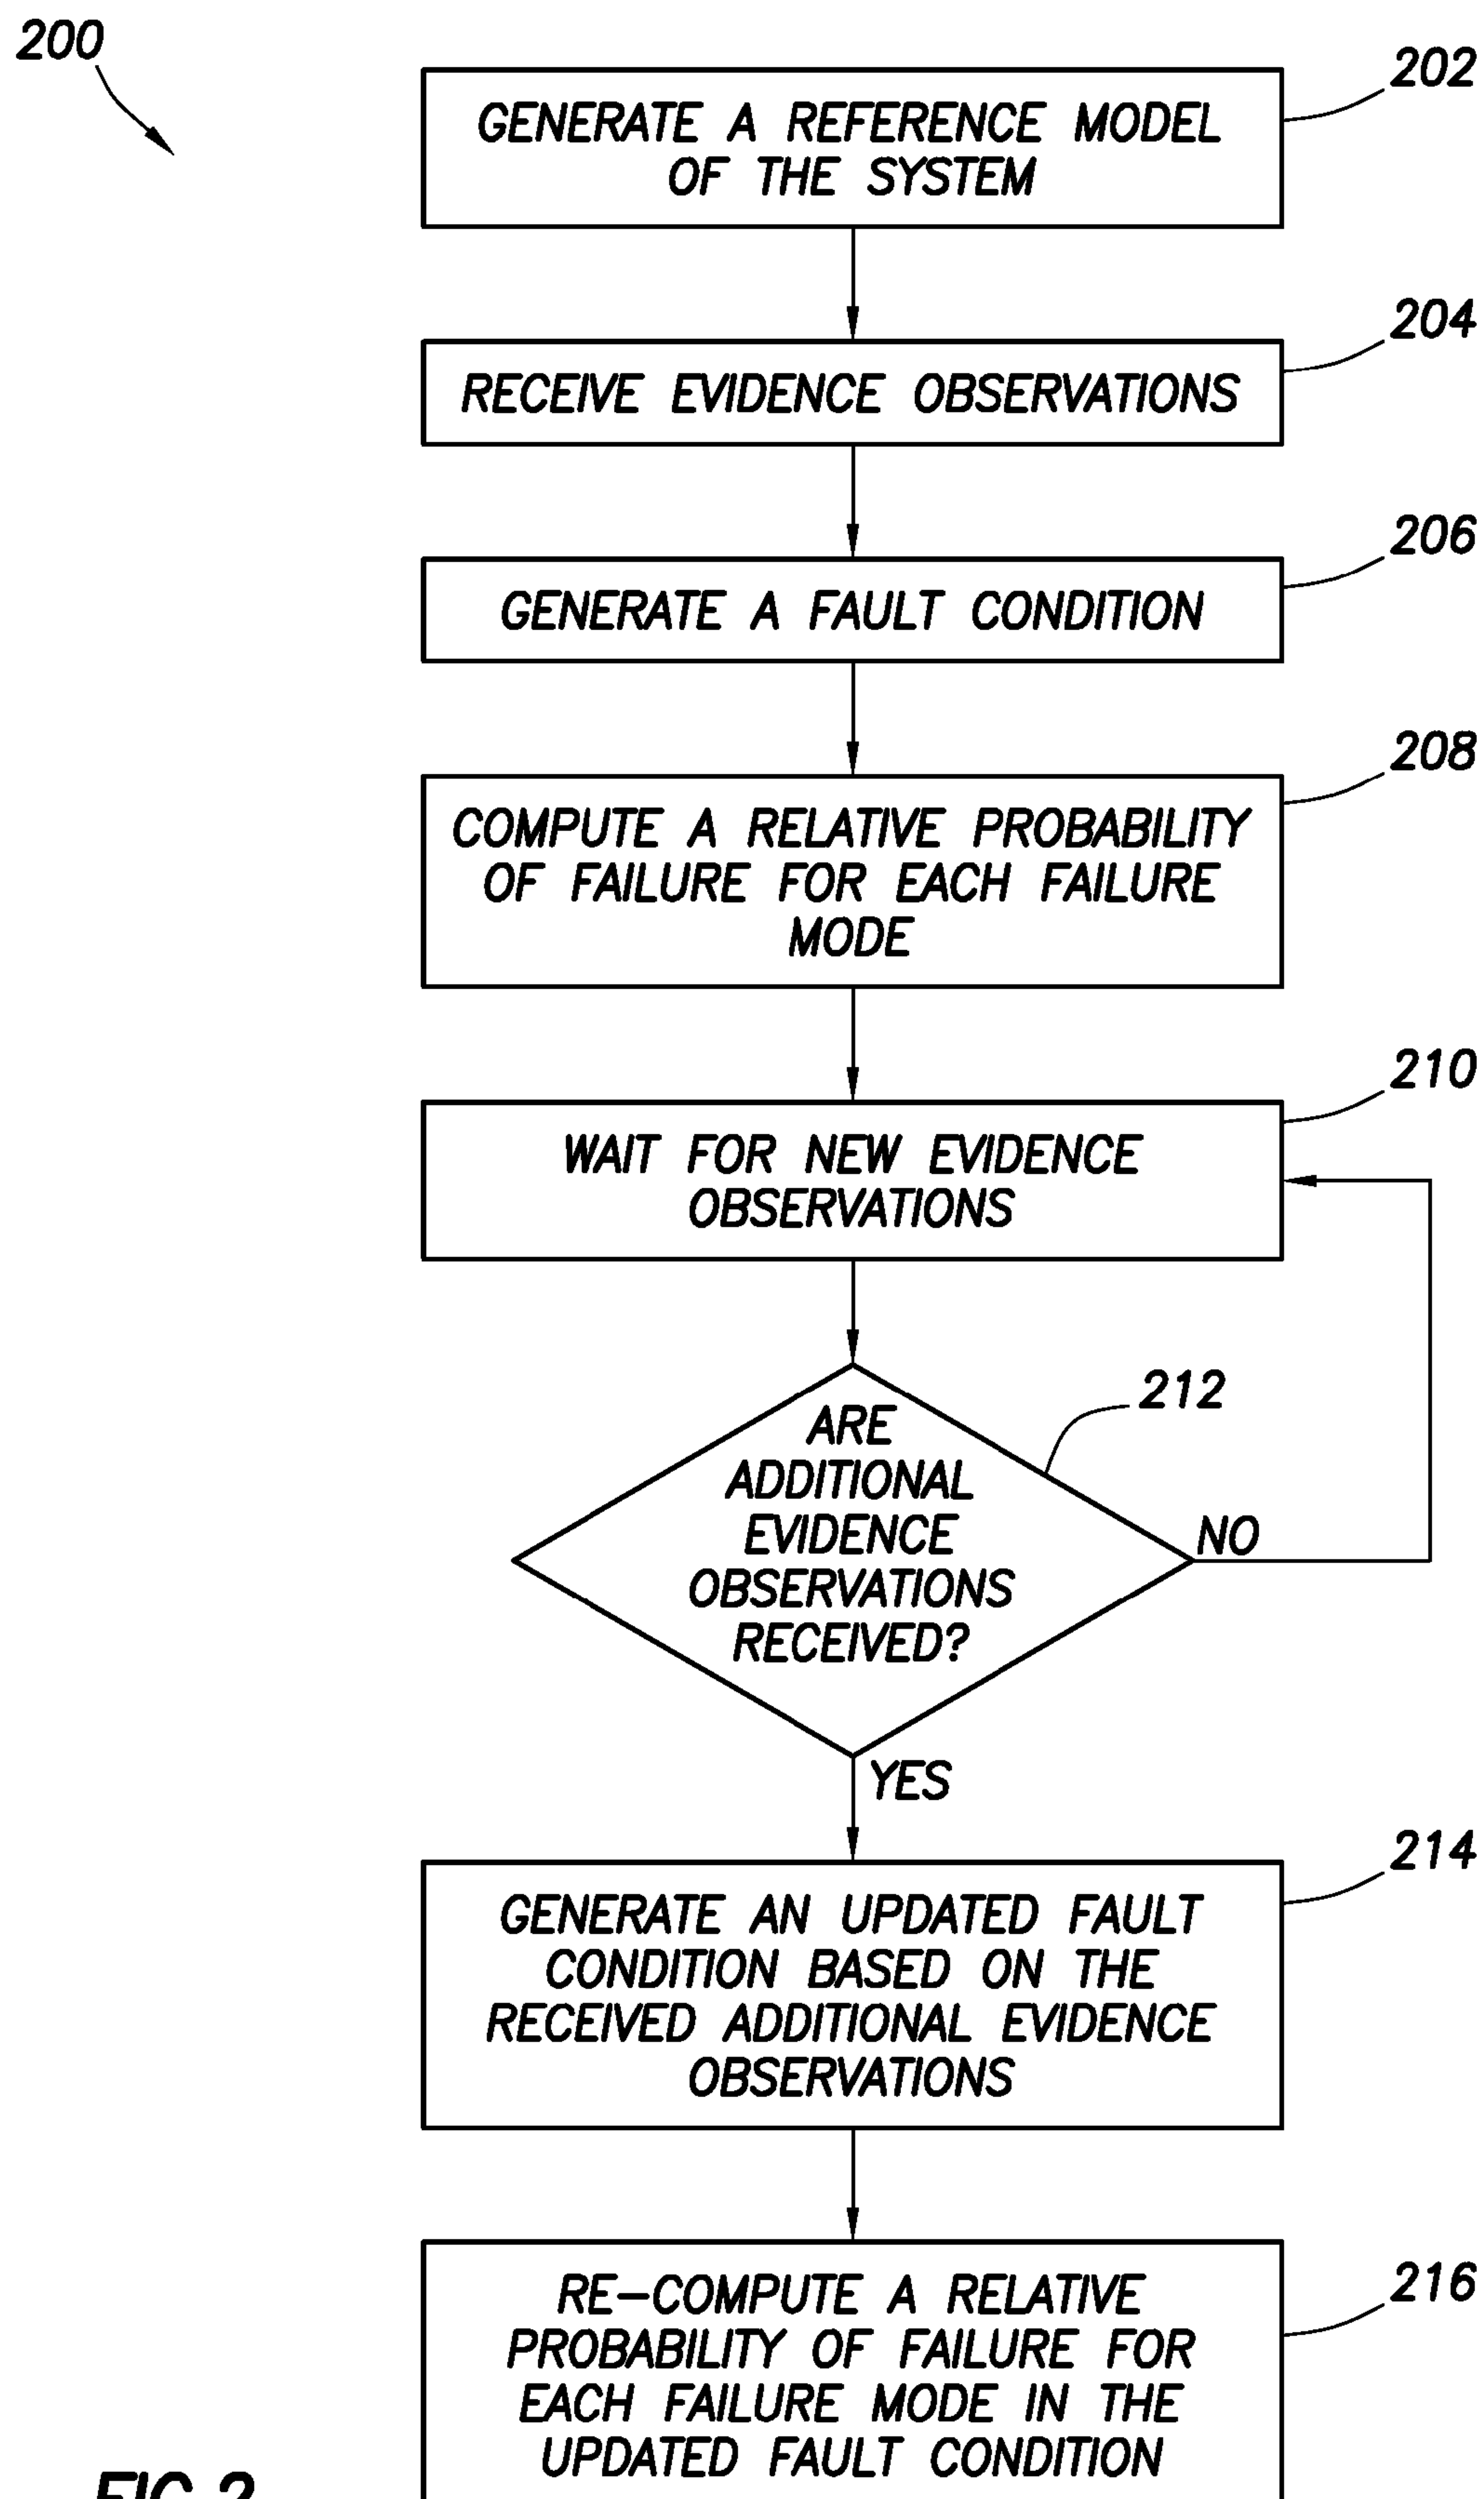 200
202
GENERATE A REFERENCE MODEL
OF THE SYSTEM
204
RECEIVE EVIDENCE OBSERVATIONS
206
GENERATE A FAULT CONDITION
208
COMPUTE A RELATIVE PROBABILITY
OF FAILURE FOR EACH FAILURE
MODE
210
WAIT FOR NEW EVIDENCE
OBSERVATIONS
212
ARE
ADDITIONAL
EVIDENCE
OBSERVATIONS
RECEIVED?
NO
YES
214
GENERATE AN UPDATED FAULT
CONDITION BASED ON THE
RECEIVED ADDITIONAL EVIDENCE
OBSERVATIONS
216
RE-COMPUTE A RELATIVE
PROBABILITY OF FAILURE FOR
EACH FAILURE MODE IN THE
UPDATED FAULT CONDITION
FIG.2